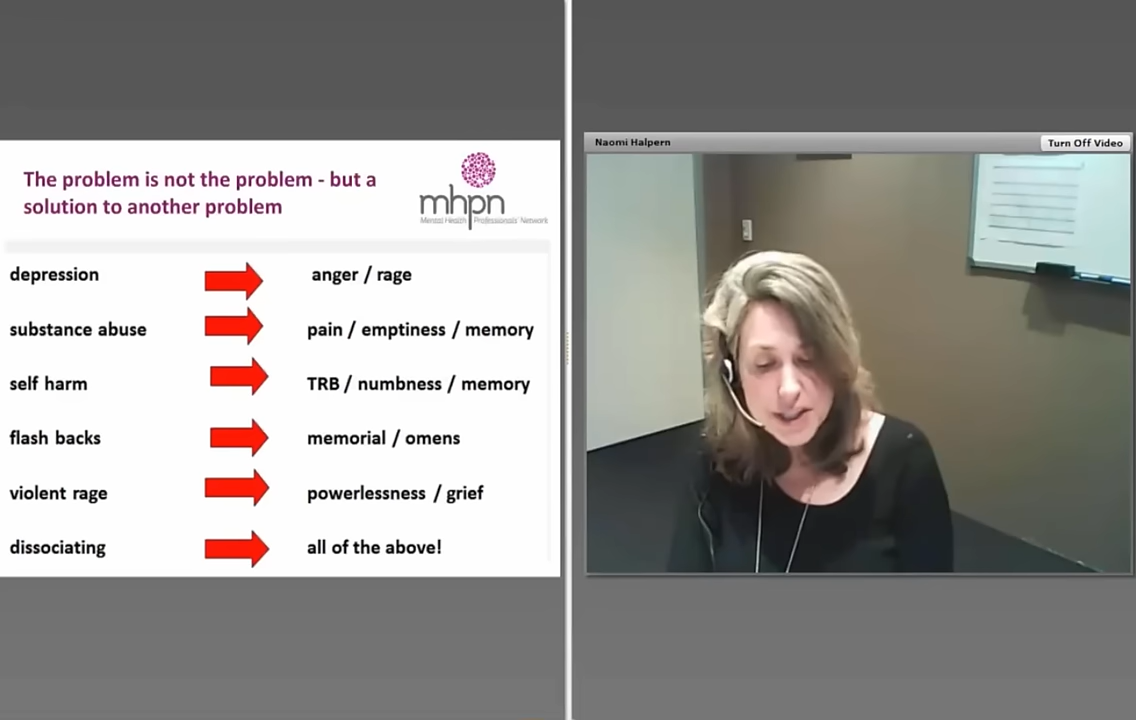 The problem is not the problem - but a
solution to another problem
mhpn
Mental Health Professionals' Network
depression anger / rage
substance abuse pain / emptiness / memory
self harm TRB / numbness / memory
flash backs memorial / omens
violent rage powerlessness / grief
dissociating all of the above!
Naomi Halpern
Turn Off Video